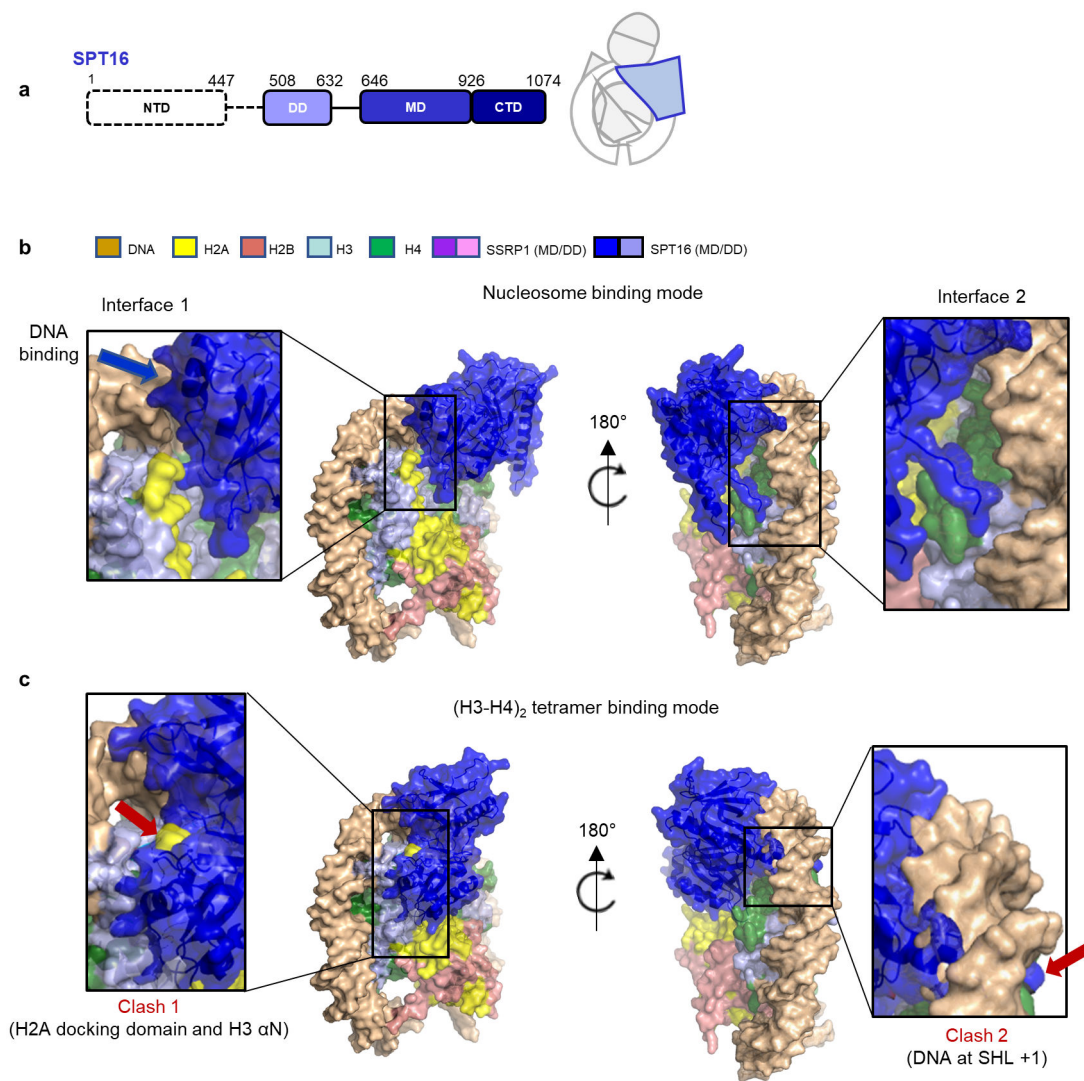 SPT16
a
1 447 508 632 646 926 1074
NTD DD MD CTD
b
DNA H2A H2B H3 H4 SSRP1 (MD/DD) SPT16 (MD/DD)
Interface 1
Nucleosome binding mode
Interface 2
DNA
binding
180°
c
(H3-H4)2 tetramer binding mode
180°
Clash 1
(H2A docking domain and H3 αN)
Clash 2
(DNA at SHL +1)